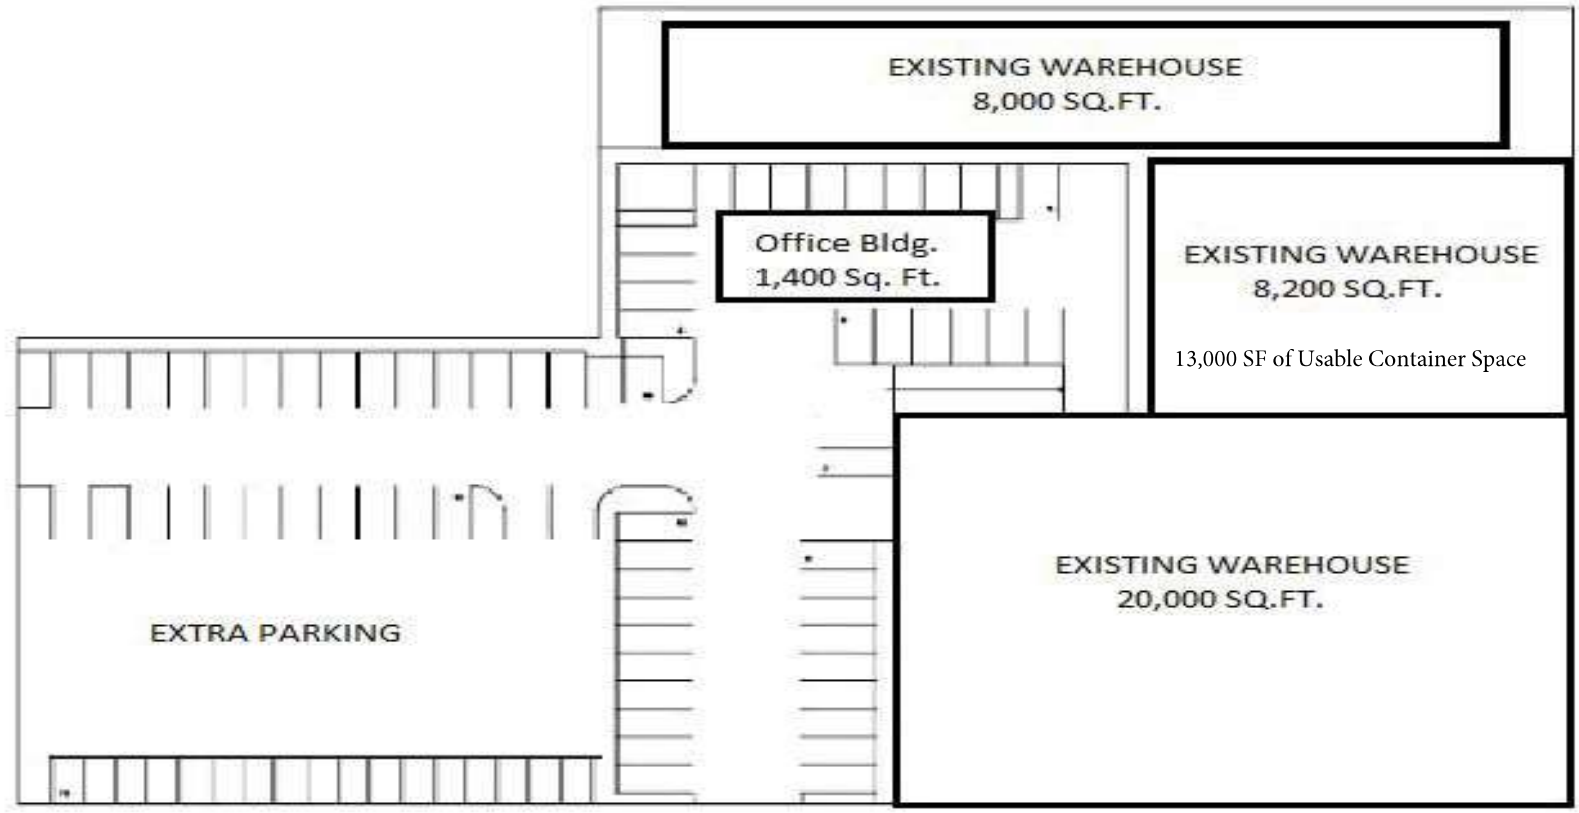 EXISTING WAREHOUSE
8,000 SQ.FT.
Office Bldg.
1,400 Sq. Ft.
EXISTING WAREHOUSE
8,200 SQ.FT.
13,000 SF of Usable Container Space
EXISTING WAREHOUSE
20,000 SQ.FT.
EXTRA PARKING